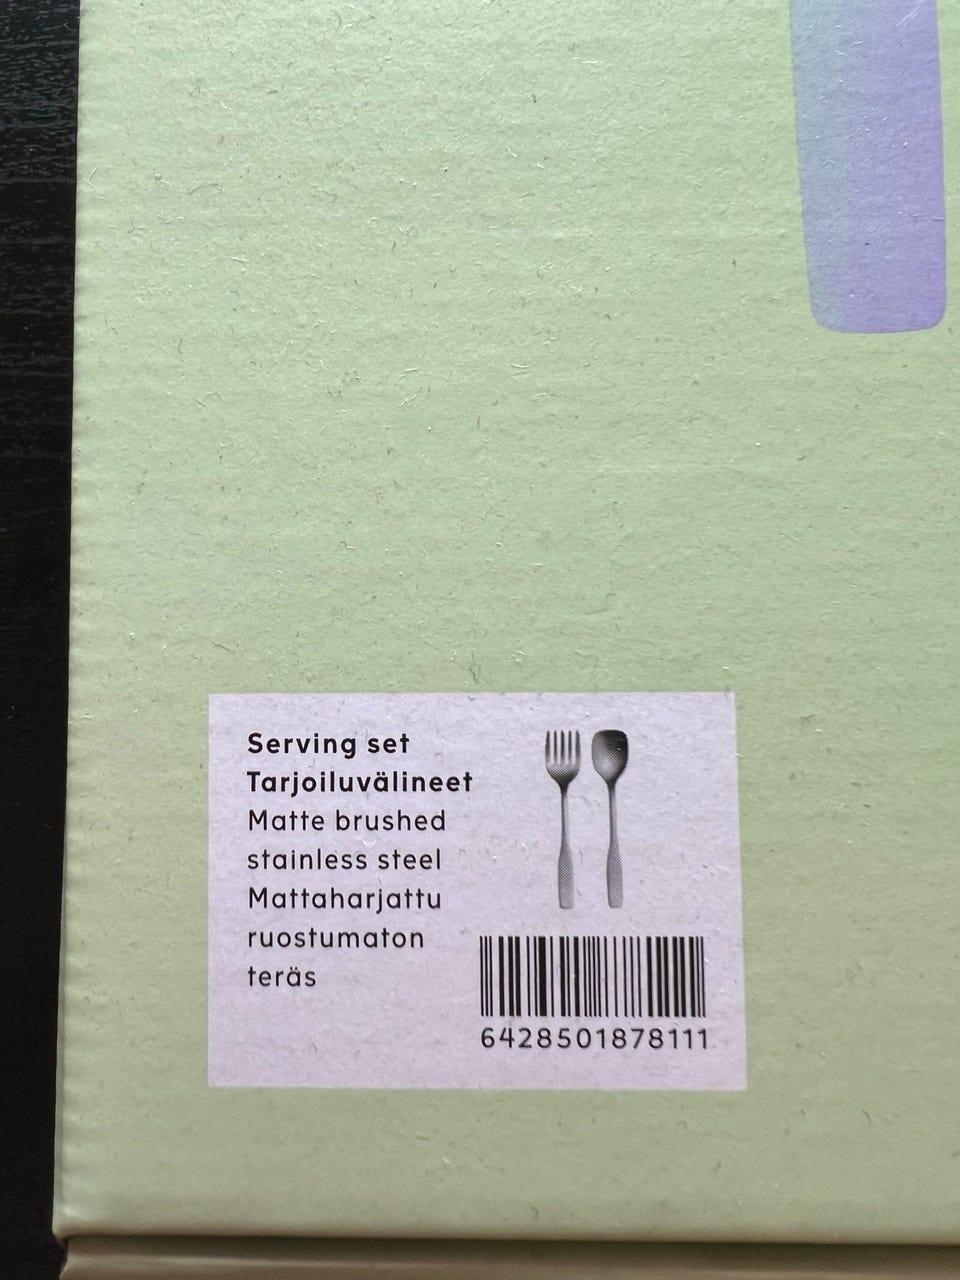 Serving set
Tarjoiluvälineet
Matte brushed
stainless steel
Mattaharjattu
ruostumaton
teräs
6428501878111